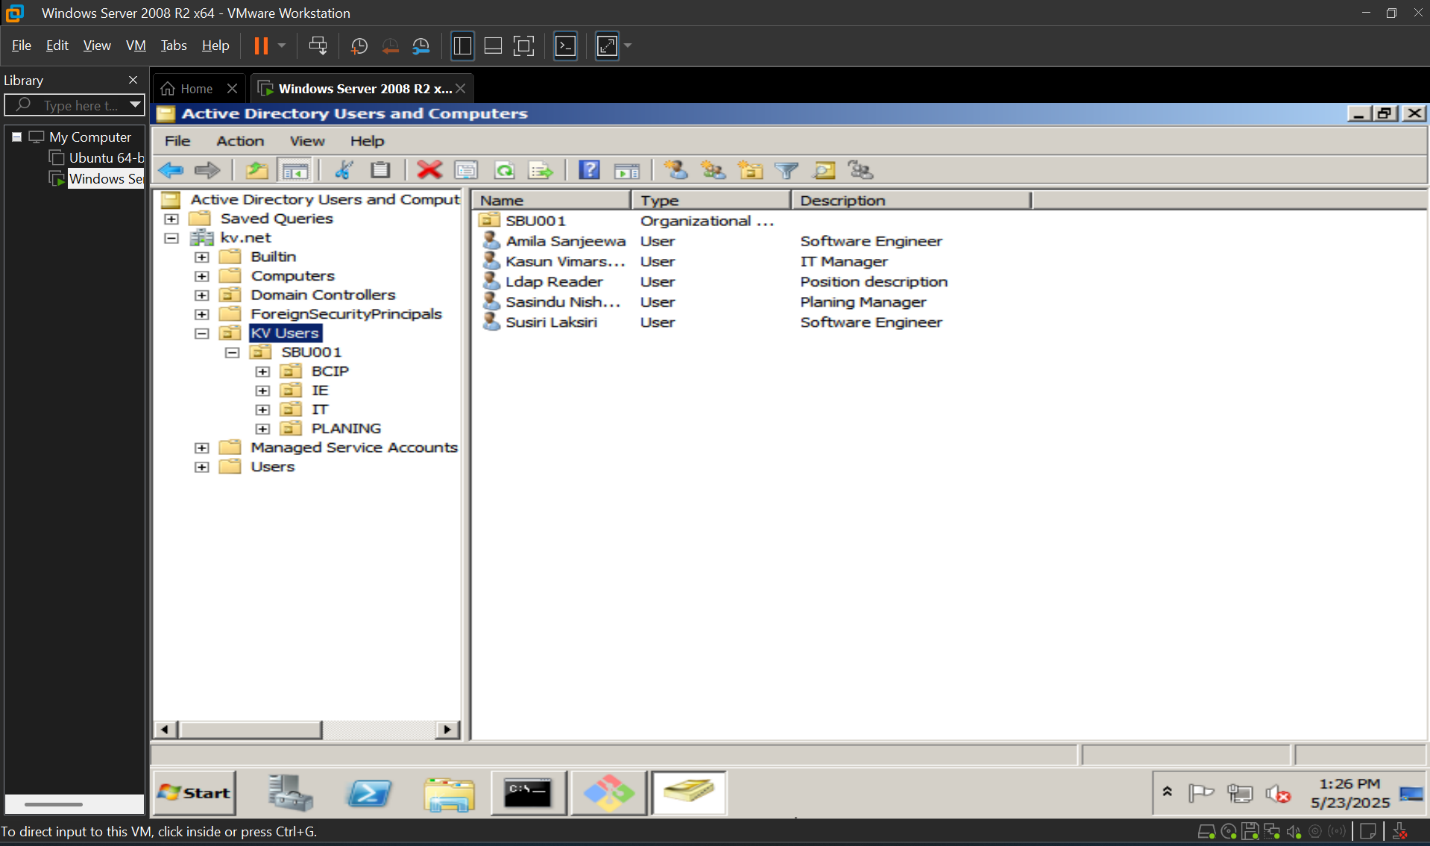 Windows Server 2008 R2 x64 - VMware Workstation
File Edit View VM Tabs Help
Library
Type here t...
Home
Windows Server 2008 R2 x...
My Computer
Ubuntu 64-b
Windows Se
Active Directory Users and Computers
File Action View Help
Active Directory Users and Comput
Saved Queries
kv.net
Builtin
Computers
Domain Controllers
ForeignSecurityPrincipals
KV Users
SBU001
BCIP
IE
IT
PLANING
Managed Service Accounts
Users
Name Type Description
SBU001 Organizational ...
Amila Sanjeewa User Software Engineer
Kasun Vimars... User IT Manager
Ldap Reader User Position description
Sasindu Nish... User Planing Manager
Susiri Laksiri User Software Engineer
Start
C:\
1:26 PM
5/23/2025
To direct input to this VM, click inside or press Ctrl+G.